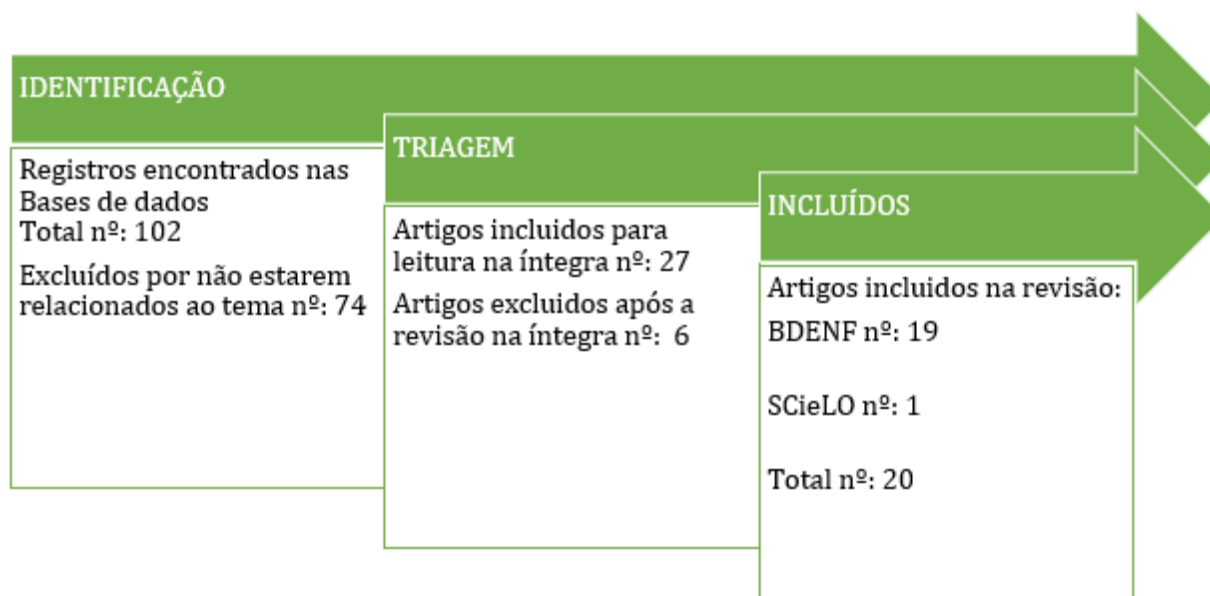 IDENTIFICAÇÃO
Registros encontrados nas
Bases de dados
Total nº: 102
Excluídos por não estarem
relacionados ao tema nº: 74
TRIAGEM
Artigos incluidos para
leitura na íntegra nº: 27
Artigos excluidos após a
revisão na íntegra nº:  6
INCLUÍDOS
Artigos incluidos na revisão:
BDENF nº: 19
SCieLO nº: 1
Total nº: 20